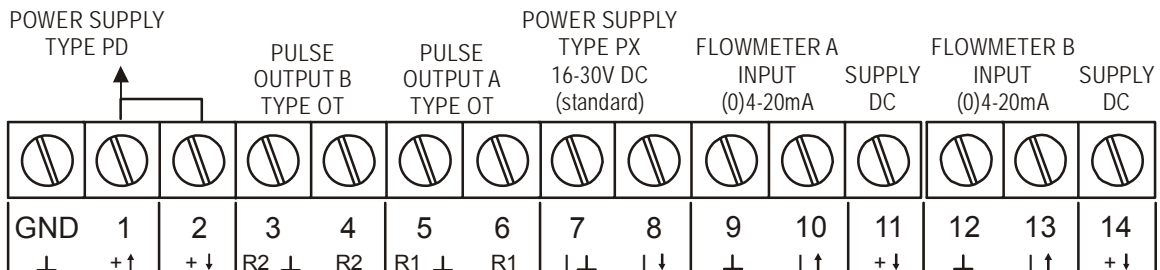 POWER SUPPLY
TYPE PD
PULSE
OUTPUT B
TYPE OT
PULSE
OUTPUT A
TYPE OT
POWER SUPPLY
TYPE PX
16-30V DC
(standard)
FLOWMETER A
INPUT
(0)4-20mA
SUPPLY
DC
FLOWMETER B
INPUT
(0)4-20mA
SUPPLY
DC
GND 1 2 3 4 5 6 7 8 9 10 11 12 13 14
⊥ +↑ +↓ R2 ⊥ R2 R1 ⊥ R1 I ⊥ I ↓ ⊥ I ↑ +↓ ⊥ I ↑ +↓